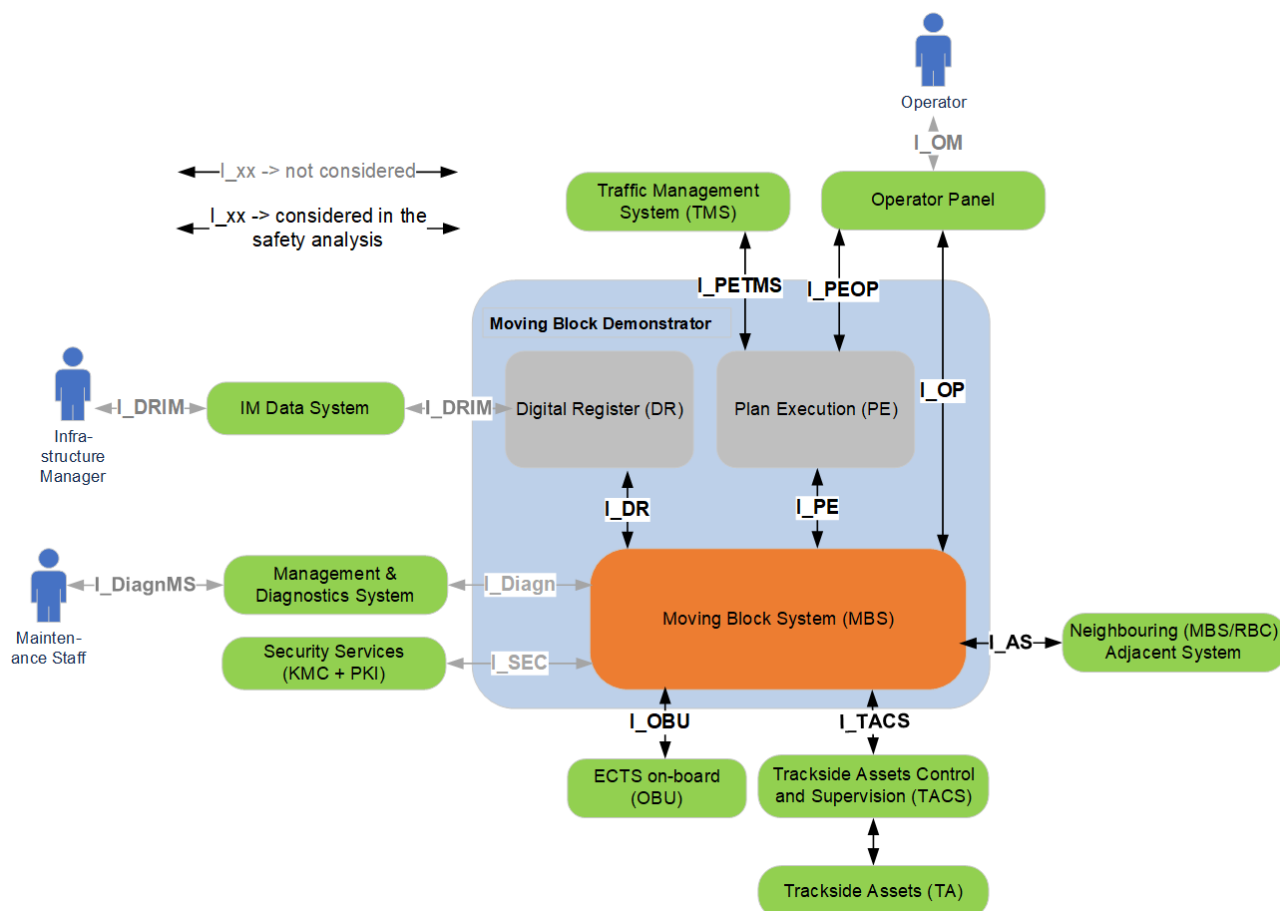 Operator
I_OM
I_xx -> not considered
I_xx -> considered in the
safety analysis
Traffic Management
System (TMS)
Operator Panel
I_PETMS
I_PEOP
Moving Block Demonstrator
Digital Register (DR)
Plan Execution (PE)
I_OP
Infra-
structure
Manager
I_DRIM
IM Data System
I_DRIM
I_DR
I_PE
Mainten-
ance Staff
I_DiagnMS
Management &
Diagnostics System
I_Diagn
Security Services
(KMC + PKI)
I_SEC
Moving Block System (MBS)
I_AS
Neighbouring (MBS/RBC)
Adjacent System
I_OBU
I_TACS
ECTS on-board
(OBU)
Trackside Assets Control
and Supervision (TACS)
Trackside Assets (TA)